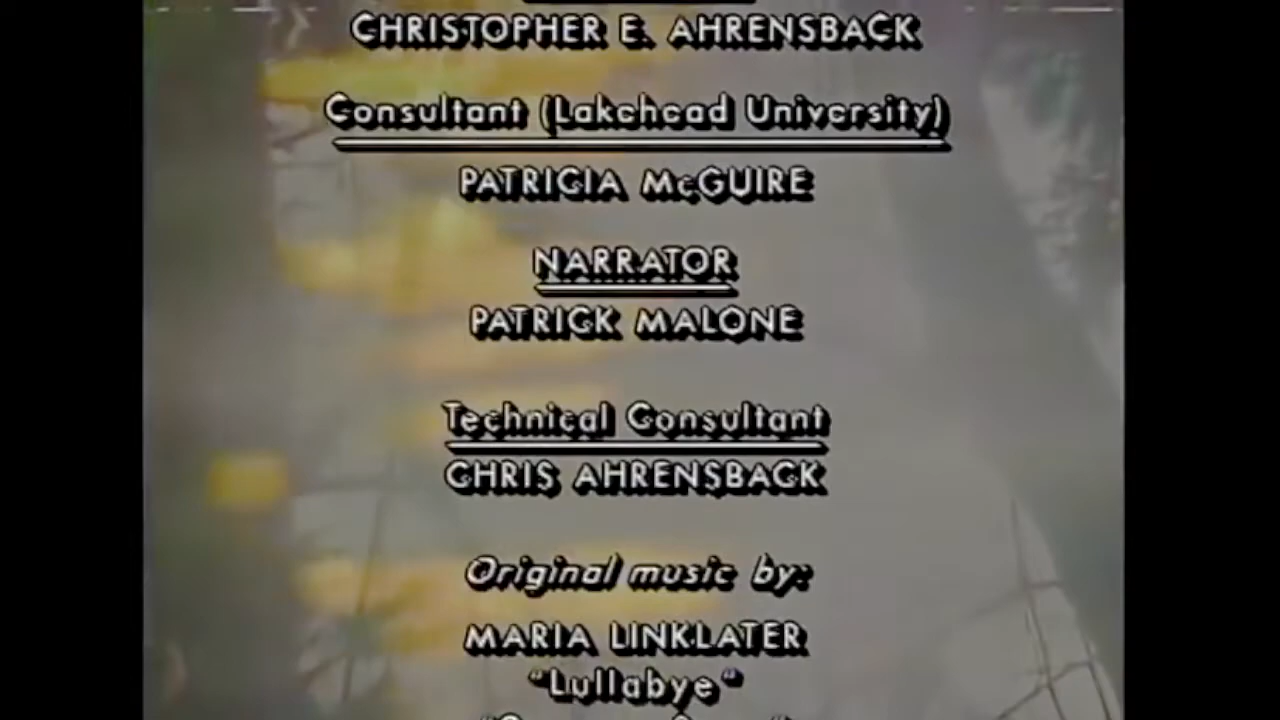 CHRISTOPHER E. AHRENSBACK
Consultant (Lakehead University)
PATRICIA McGUIRE
NARRATOR
PATRICK MALONE
Technical Consultant
CHRIS AHRENSBACK
Original music by:
MARIA LINKLATER
"Lullabye"